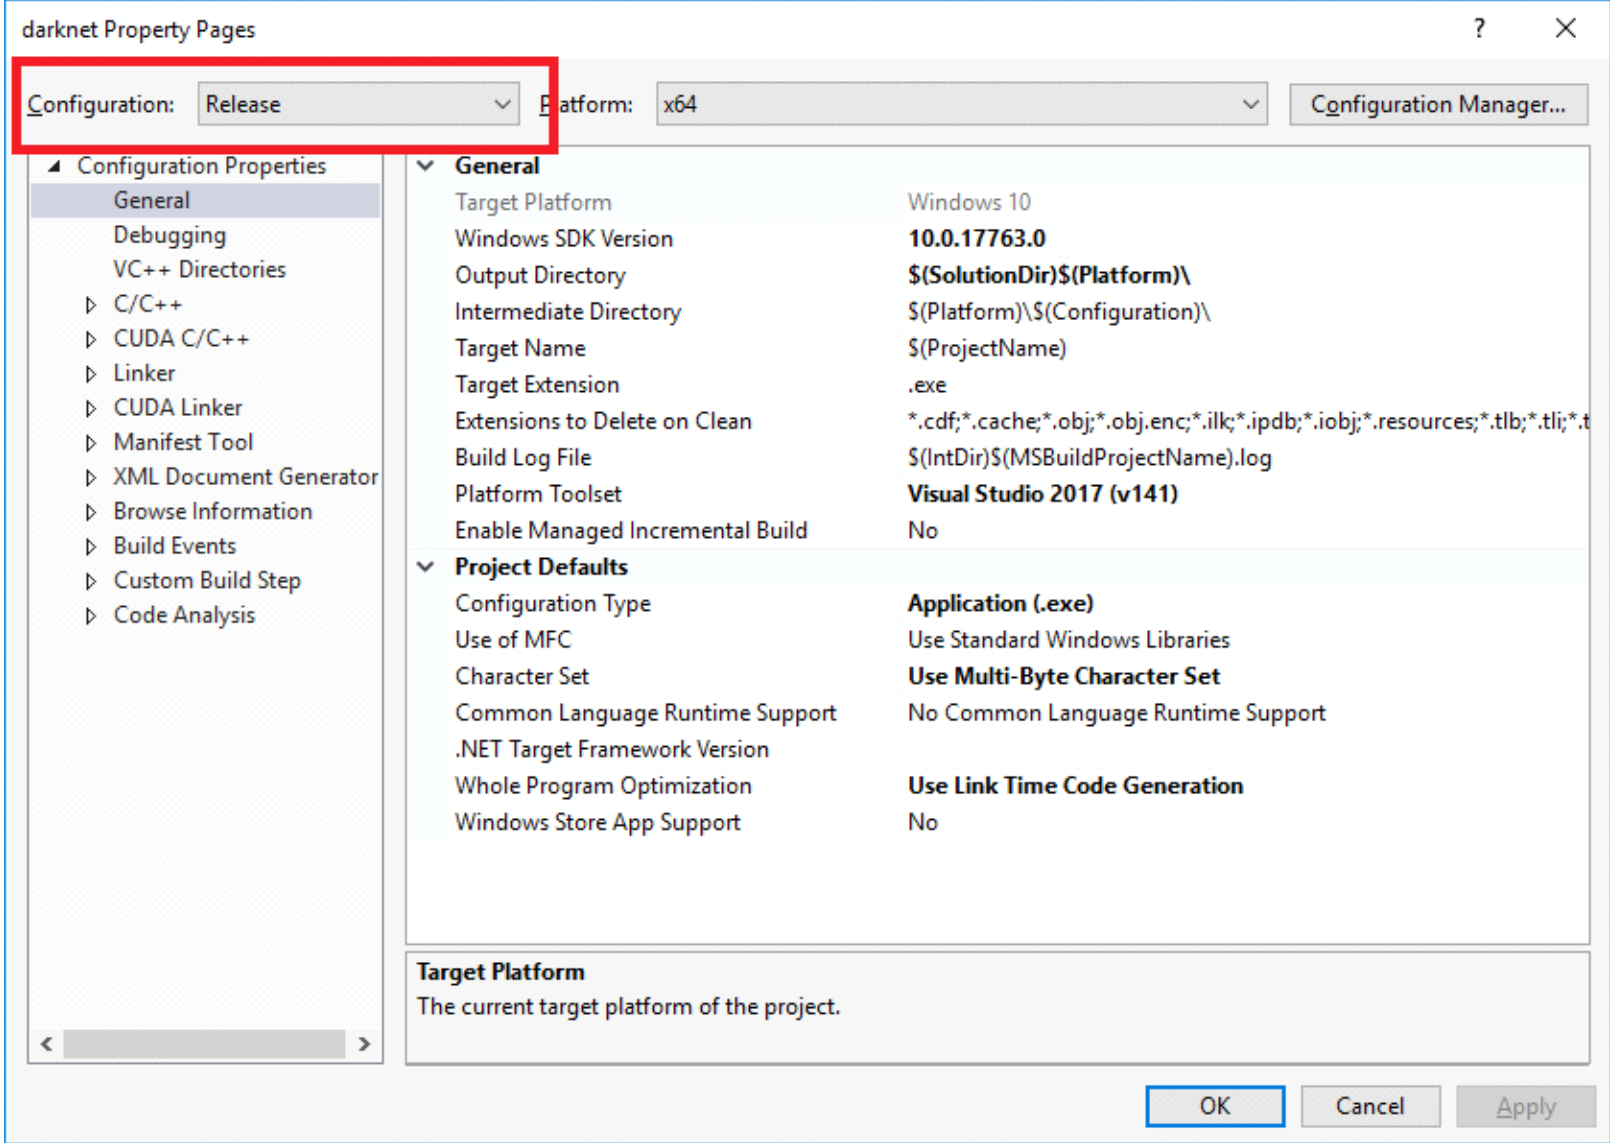 darknet Property Pages
Configuration: Release Platform: x64 Configuration Manager...
Configuration Properties
General
Debugging
VC++ Directories
C/C++
CUDA C/C++
Linker
CUDA Linker
Manifest Tool
XML Document Generator
Browse Information
Build Events
Custom Build Step
Code Analysis
General
Target Platform Windows 10
Windows SDK Version 10.0.17763.0
Output Directory $(SolutionDir)$(Platform)\
Intermediate Directory $(Platform)\$(Configuration)\
Target Name $(ProjectName)
Target Extension .exe
Extensions to Delete on Clean *.cdf;*.cache;*.obj;*.obj.enc;*.ilk;*.ipdb;*.iobj;*.resources;*.tlb;*.tli;*.t
Build Log File $(IntDir)$(MSBuildProjectName).log
Platform Toolset Visual Studio 2017 (v141)
Enable Managed Incremental Build No
Project Defaults
Configuration Type Application (.exe)
Use of MFC Use Standard Windows Libraries
Character Set Use Multi-Byte Character Set
Common Language Runtime Support No Common Language Runtime Support
.NET Target Framework Version
Whole Program Optimization Use Link Time Code Generation
Windows Store App Support No
Target Platform
The current target platform of the project.
OK Cancel Apply